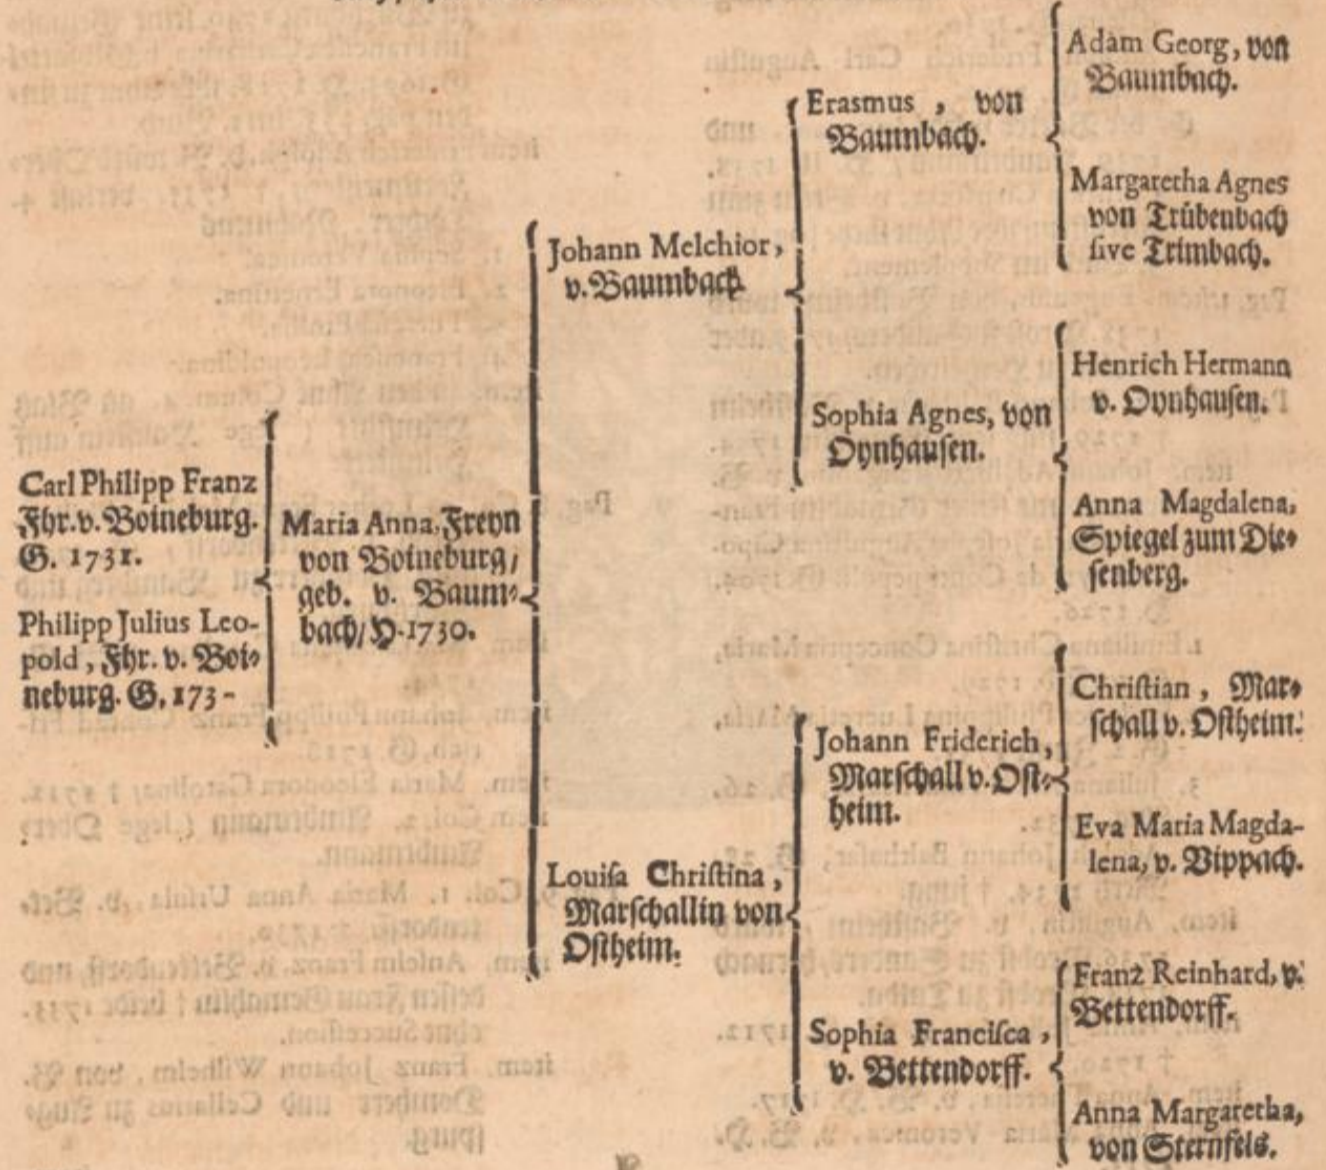 Carl Philipp Franz
Fhr. v. Boineburg.
G. 1731.
Philipp Julius Leo-
pold, Fhr. v. Boi-
neburg. G. 173 -
Maria Anna, Freyn
von Boineburg/
geb. v. Baum-
bach/ H. 1730.
Johann Melchior,
v. Baumbach
Louisa Christina,
Marschallin von
Ostheim.
Erasmus, von
Baumbach.
Sophia Agnes, von
Oynhausen.
Johann Friderich,
Marschall v. Ost-
heim.
Sophia Francisca,
v. Bettendorff.
Adam Georg, von
Baumbach.
Margaretha Agnes
von Trübenbach
sive Trimbach.
Henrich Hermann
v. Oynhausen.
Anna Magdalena,
Spiegel zum Die-
senberg.
Christian, Mar-
schall v. Ostheim.
Eva Maria Magda-
lena, v. Vippach.
Franz Reinhard, v.
Bettendorff.
Anna Margaretha,
von Sternfels.